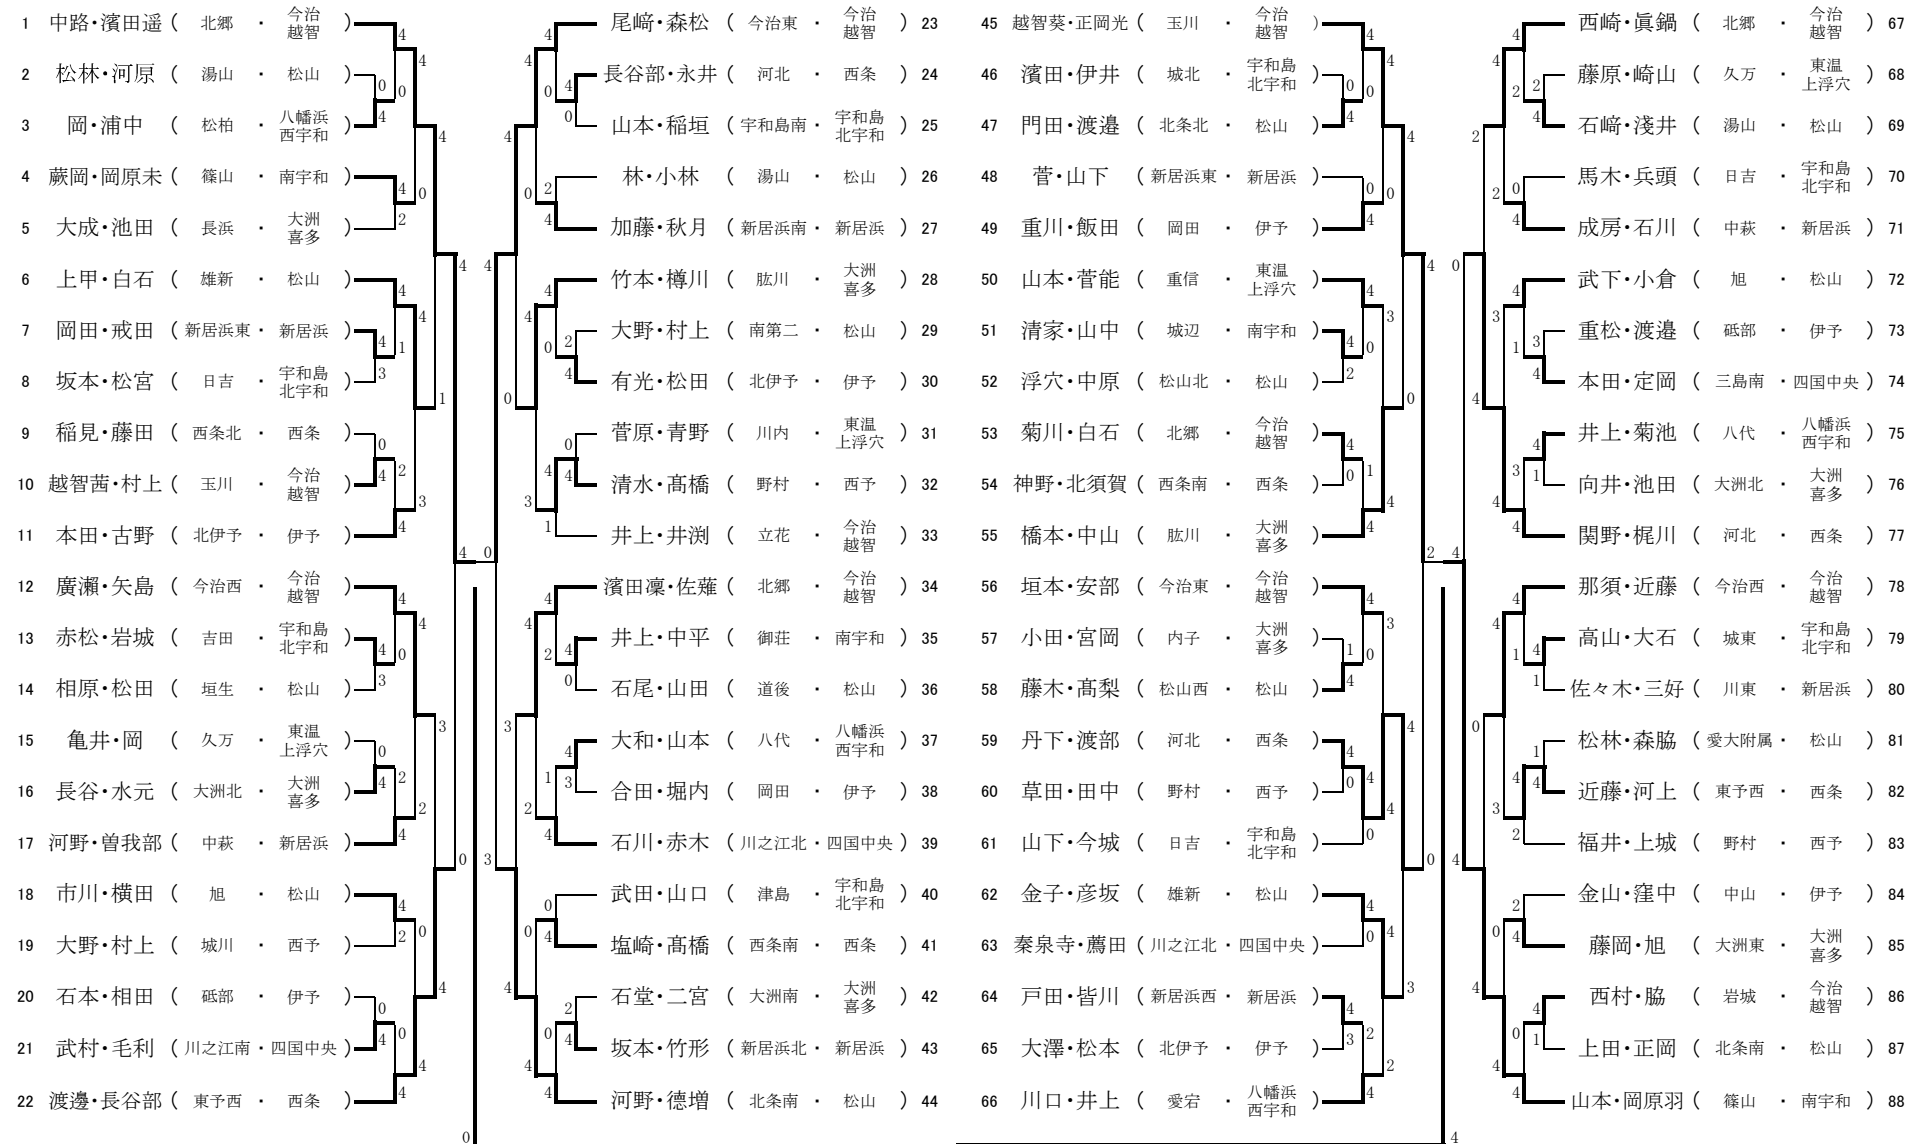 1 中路・濱田遥 ( 北郷 ・ 今治越智 )
2 松林・河原 ( 湯山 ・ 松山 )
3 岡・浦中 ( 松柏 ・ 八幡浜西宇和 )
4 蕨岡・岡原未 ( 篠山 ・ 南宇和 )
5 大成・池田 ( 長浜 ・ 大洲喜多 )
6 上甲・白石 ( 雄新 ・ 松山 )
7 岡田・戒田 ( 新居浜東 ・ 新居浜 )
8 坂本・松宮 ( 日吉 ・ 宇和島北宇和 )
9 稲見・藤田 ( 西条北 ・ 西条 )
10 越智茜・村上 ( 玉川 ・ 今治越智 )
11 本田・古野 ( 北伊予 ・ 伊予 )
12 廣瀬・矢島 ( 今治西 ・ 今治越智 )
13 赤松・岩城 ( 吉田 ・ 宇和島北宇和 )
14 相原・松田 ( 垣生 ・ 松山 )
15 亀井・岡 ( 久万 ・ 東温上浮穴 )
16 長谷・水元 ( 大洲北 ・ 大洲喜多 )
17 河野・曽我部 ( 中萩 ・ 新居浜 )
18 市川・横田 ( 旭 ・ 松山 )
19 大野・村上 ( 城川 ・ 西予 )
20 石本・相田 ( 砥部 ・ 伊予 )
21 武村・毛利 ( 川之江南 ・ 四国中央 )
22 渡邊・長谷部 ( 東予西 ・ 西条 )
尾﨑・森松 ( 今治東 ・ 今治越智 ) 23
長谷部・永井 ( 河北 ・ 西条 ) 24
山本・稲垣 ( 宇和島南 ・ 宇和島北宇和 ) 25
林・小林 ( 湯山 ・ 松山 ) 26
加藤・秋月 ( 新居浜南 ・ 新居浜 ) 27
竹本・樽川 ( 肱川 ・ 大洲喜多 ) 28
大野・村上 ( 南第二 ・ 松山 ) 29
有光・松田 ( 北伊予 ・ 伊予 ) 30
菅原・青野 ( 川内 ・ 東温上浮穴 ) 31
清水・髙橋 ( 野村 ・ 西予 ) 32
井上・井渕 ( 立花 ・ 今治越智 ) 33
濱田凜・佐薙 ( 北郷 ・ 今治越智 ) 34
井上・中平 ( 御荘 ・ 南宇和 ) 35
石尾・山田 ( 道後 ・ 松山 ) 36
大和・山本 ( 八代 ・ 八幡浜西宇和 ) 37
合田・堀内 ( 岡田 ・ 伊予 ) 38
石川・赤木 ( 川之江北 ・ 四国中央 ) 39
武田・山口 ( 津島 ・ 宇和島北宇和 ) 40
塩崎・髙橋 ( 西条南 ・ 西条 ) 41
石堂・二宮 ( 大洲南 ・ 大洲喜多 ) 42
坂本・竹形 ( 新居浜北 ・ 新居浜 ) 43
河野・德増 ( 北条南 ・ 松山 ) 44
45 越智葵・正岡光 ( 玉川 ・ 今治越智 )
46 濱田・伊井 ( 城北 ・ 宇和島北宇和 )
47 門田・渡邉 ( 北条北 ・ 松山 )
48 菅・山下 ( 新居浜東 ・ 新居浜 )
49 重川・飯田 ( 岡田 ・ 伊予 )
50 山本・菅能 ( 重信 ・ 東温上浮穴 )
51 清家・山中 ( 城辺 ・ 南宇和 )
52 浮穴・中原 ( 松山北 ・ 松山 )
53 菊川・白石 ( 北郷 ・ 今治越智 )
54 神野・北須賀 ( 西条南 ・ 西条 )
55 橋本・中山 ( 肱川 ・ 大洲喜多 )
56 垣本・安部 ( 今治東 ・ 今治越智 )
57 小田・宮岡 ( 内子 ・ 大洲喜多 )
58 藤木・髙梨 ( 松山西 ・ 松山 )
59 丹下・渡部 ( 河北 ・ 西条 )
60 草田・田中 ( 野村 ・ 西予 )
61 山下・今城 ( 日吉 ・ 宇和島北宇和 )
62 金子・彦坂 ( 雄新 ・ 松山 )
63 秦泉寺・薦田 ( 川之江北 ・ 四国中央 )
64 戸田・皆川 ( 新居浜西 ・ 新居浜 )
65 大澤・松本 ( 北伊予 ・ 伊予 )
66 川口・井上 ( 愛宕 ・ 八幡浜西宇和 )
西崎・眞鍋 ( 北郷 ・ 今治越智 ) 67
藤原・崎山 ( 久万 ・ 東温上浮穴 ) 68
石﨑・淺井 ( 湯山 ・ 松山 ) 69
馬木・兵頭 ( 日吉 ・ 宇和島北宇和 ) 70
成房・石川 ( 中萩 ・ 新居浜 ) 71
武下・小倉 ( 旭 ・ 松山 ) 72
重松・渡邉 ( 砥部 ・ 伊予 ) 73
本田・定岡 ( 三島南 ・ 四国中央 ) 74
井上・菊池 ( 八代 ・ 八幡浜西宇和 ) 75
向井・池田 ( 大洲北 ・ 大洲喜多 ) 76
関野・梶川 ( 河北 ・ 西条 ) 77
那須・近藤 ( 今治西 ・ 今治越智 ) 78
高山・大石 ( 城東 ・ 宇和島北宇和 ) 79
佐々木・三好 ( 川東 ・ 新居浜 ) 80
松林・森脇 ( 愛大附属 ・ 松山 ) 81
近藤・河上 ( 東予西 ・ 西条 ) 82
福井・上城 ( 野村 ・ 西予 ) 83
金山・窪中 ( 中山 ・ 伊予 ) 84
藤岡・旭 ( 大洲東 ・ 大洲喜多 ) 85
西村・脇 ( 岩城 ・ 今治越智 ) 86
上田・正岡 ( 北条南 ・ 松山 ) 87
山本・岡原羽 ( 篠山 ・ 南宇和 ) 88